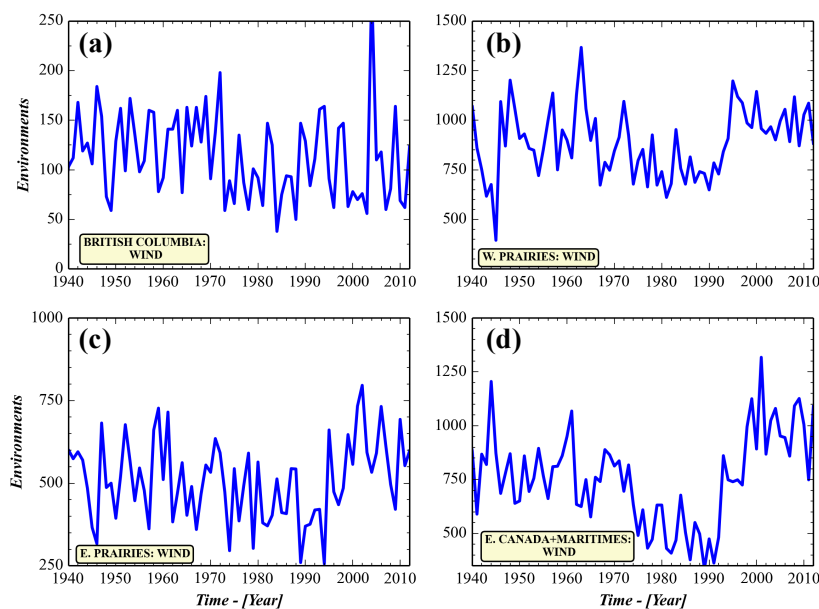 (a)
Environments
250
200
150
100
50
0
BRITISH COLUMBIA:
WIND
1940 1950 1960 1970 1980 1990 2000 2010
(b)
1500
1250
1000
750
500
W. PRAIRIES: WIND
1940 1950 1960 1970 1980 1990 2000 2010
(c)
Environments
1000
750
500
250
E. PRAIRIES: WIND
1940 1950 1960 1970 1980 1990 2000 2010
Time - [Year]
(d)
1500
1250
1000
750
500
E. CANADA+MARITIMES:
WIND
1940 1950 1960 1970 1980 1990 2000 2010
Time - [Year]